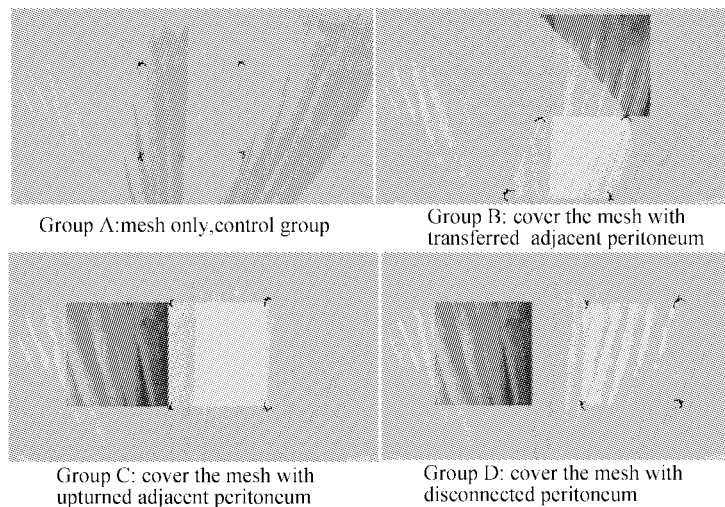 Group A:mesh only,control group
Group B: cover the mesh with
transferred adjacent peritoneum
Group C: cover the mesh with
upturned adjacent peritoneum
Group D: cover the mesh with
disconnected peritoneum